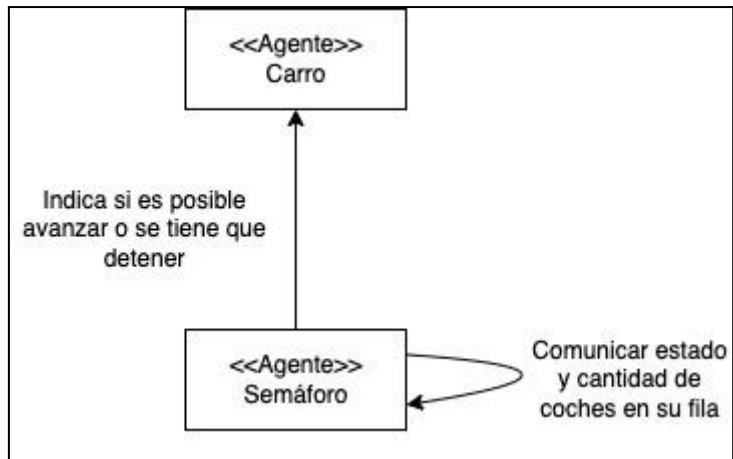 <<Agente>>
Carro
Indica si es posible
avanzar o se tiene que
detener
<<Agente>>
Semáforo
Comunicar estado
y cantidad de
coches en su fila